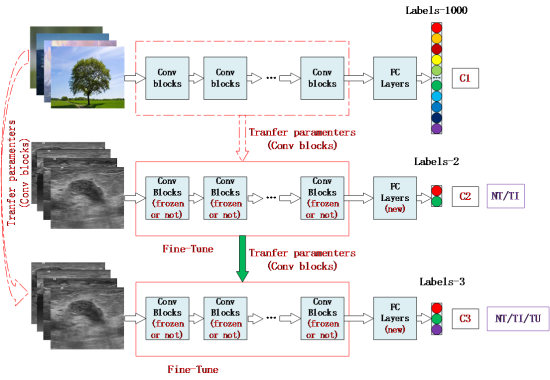 Labels-1000
Conv
blocks
Conv
blocks
...
Conv
blocks
FC
Layers
C1
Tranfer paramenters
(Conv blocks)
Tranfer paramenters
(Conv blocks)
Labels-2
Conv
Blocks
(frozen
or not)
Conv
Blocks
(frozen
or not)
...
Conv
Blocks
(frozen
or not)
FC
Layers
(new)
C2
NT/TI
Fine-Tune
Tranfer paramenters
(Conv blocks)
Labels-3
Conv
Blocks
(frozen
or not)
Conv
Blocks
(frozen
or not)
...
Conv
Blocks
(frozen
or not)
FC
Layers
(new)
C3
NT/TI/TU
Fine-Tune